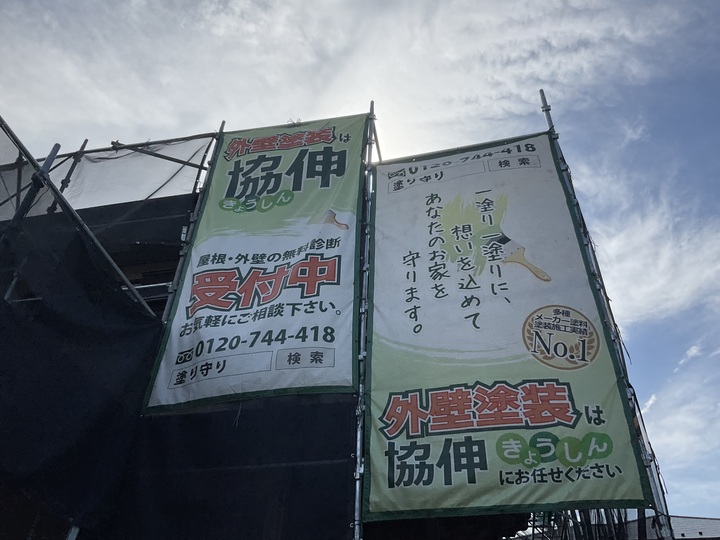 外壁塗装は
協伸
きょうしん
屋根・外壁の無料診断
受付中
お気軽にご相談下さい。
0120-744-418
塗り守り 検索
0120-744-418
塗り守り 検索
一塗り一塗りに、
想いを込めて
あなたのお家を
守ります。
多種
メーカー塗料
塗装施工実績
No.1
外壁塗装は
協伸 きょうしん
にお任せください